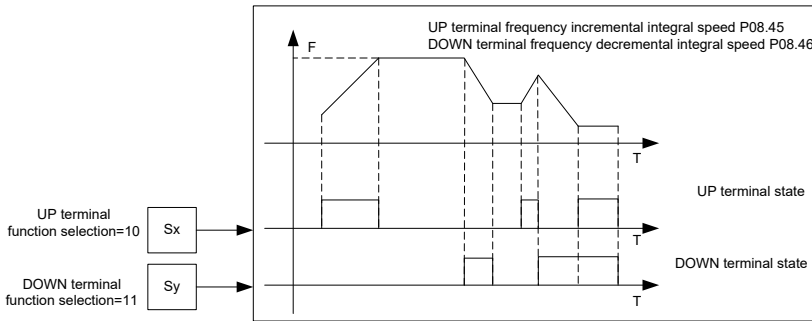 UP terminal frequency incremental integral speed P08.45
DOWN terminal frequency decremental integral speed P08.46
F
T
UP terminal state
UP terminal
function selection=10
Sx
T
DOWN terminal state
DOWN terminal
function selection=11
Sy
T